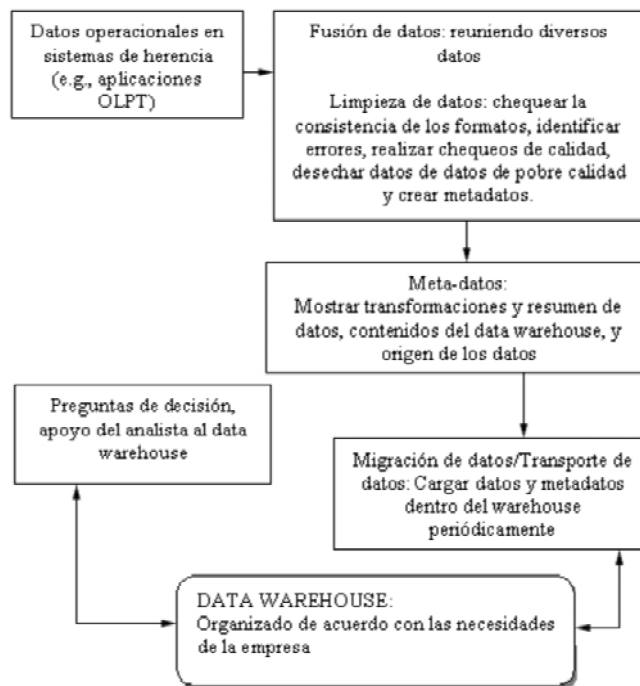 Datos operacionales en
sistemas de herencia
(e.g., aplicaciones
OLPT)
Fusión de datos: reuniendo diversos
datos
Limpieza de datos: chequear la
consistencia de los formatos, identificar
errores, realizar chequeos de calidad,
desechar datos de datos de pobre calidad
y crear metadatos.
Meta-datos:
Mostrar transformaciones y resumen de
datos, contenidos del data warehouse, y
origen de los datos
Preguntas de decisión,
apoyo del analista al data
warehouse
Migración de datos/Transporte de
datos: Cargar datos y metadatos
dentro del warehouse
periódicamente
DATA WAREHOUSE:
Organizado de acuerdo con las necesidades
de la empresa